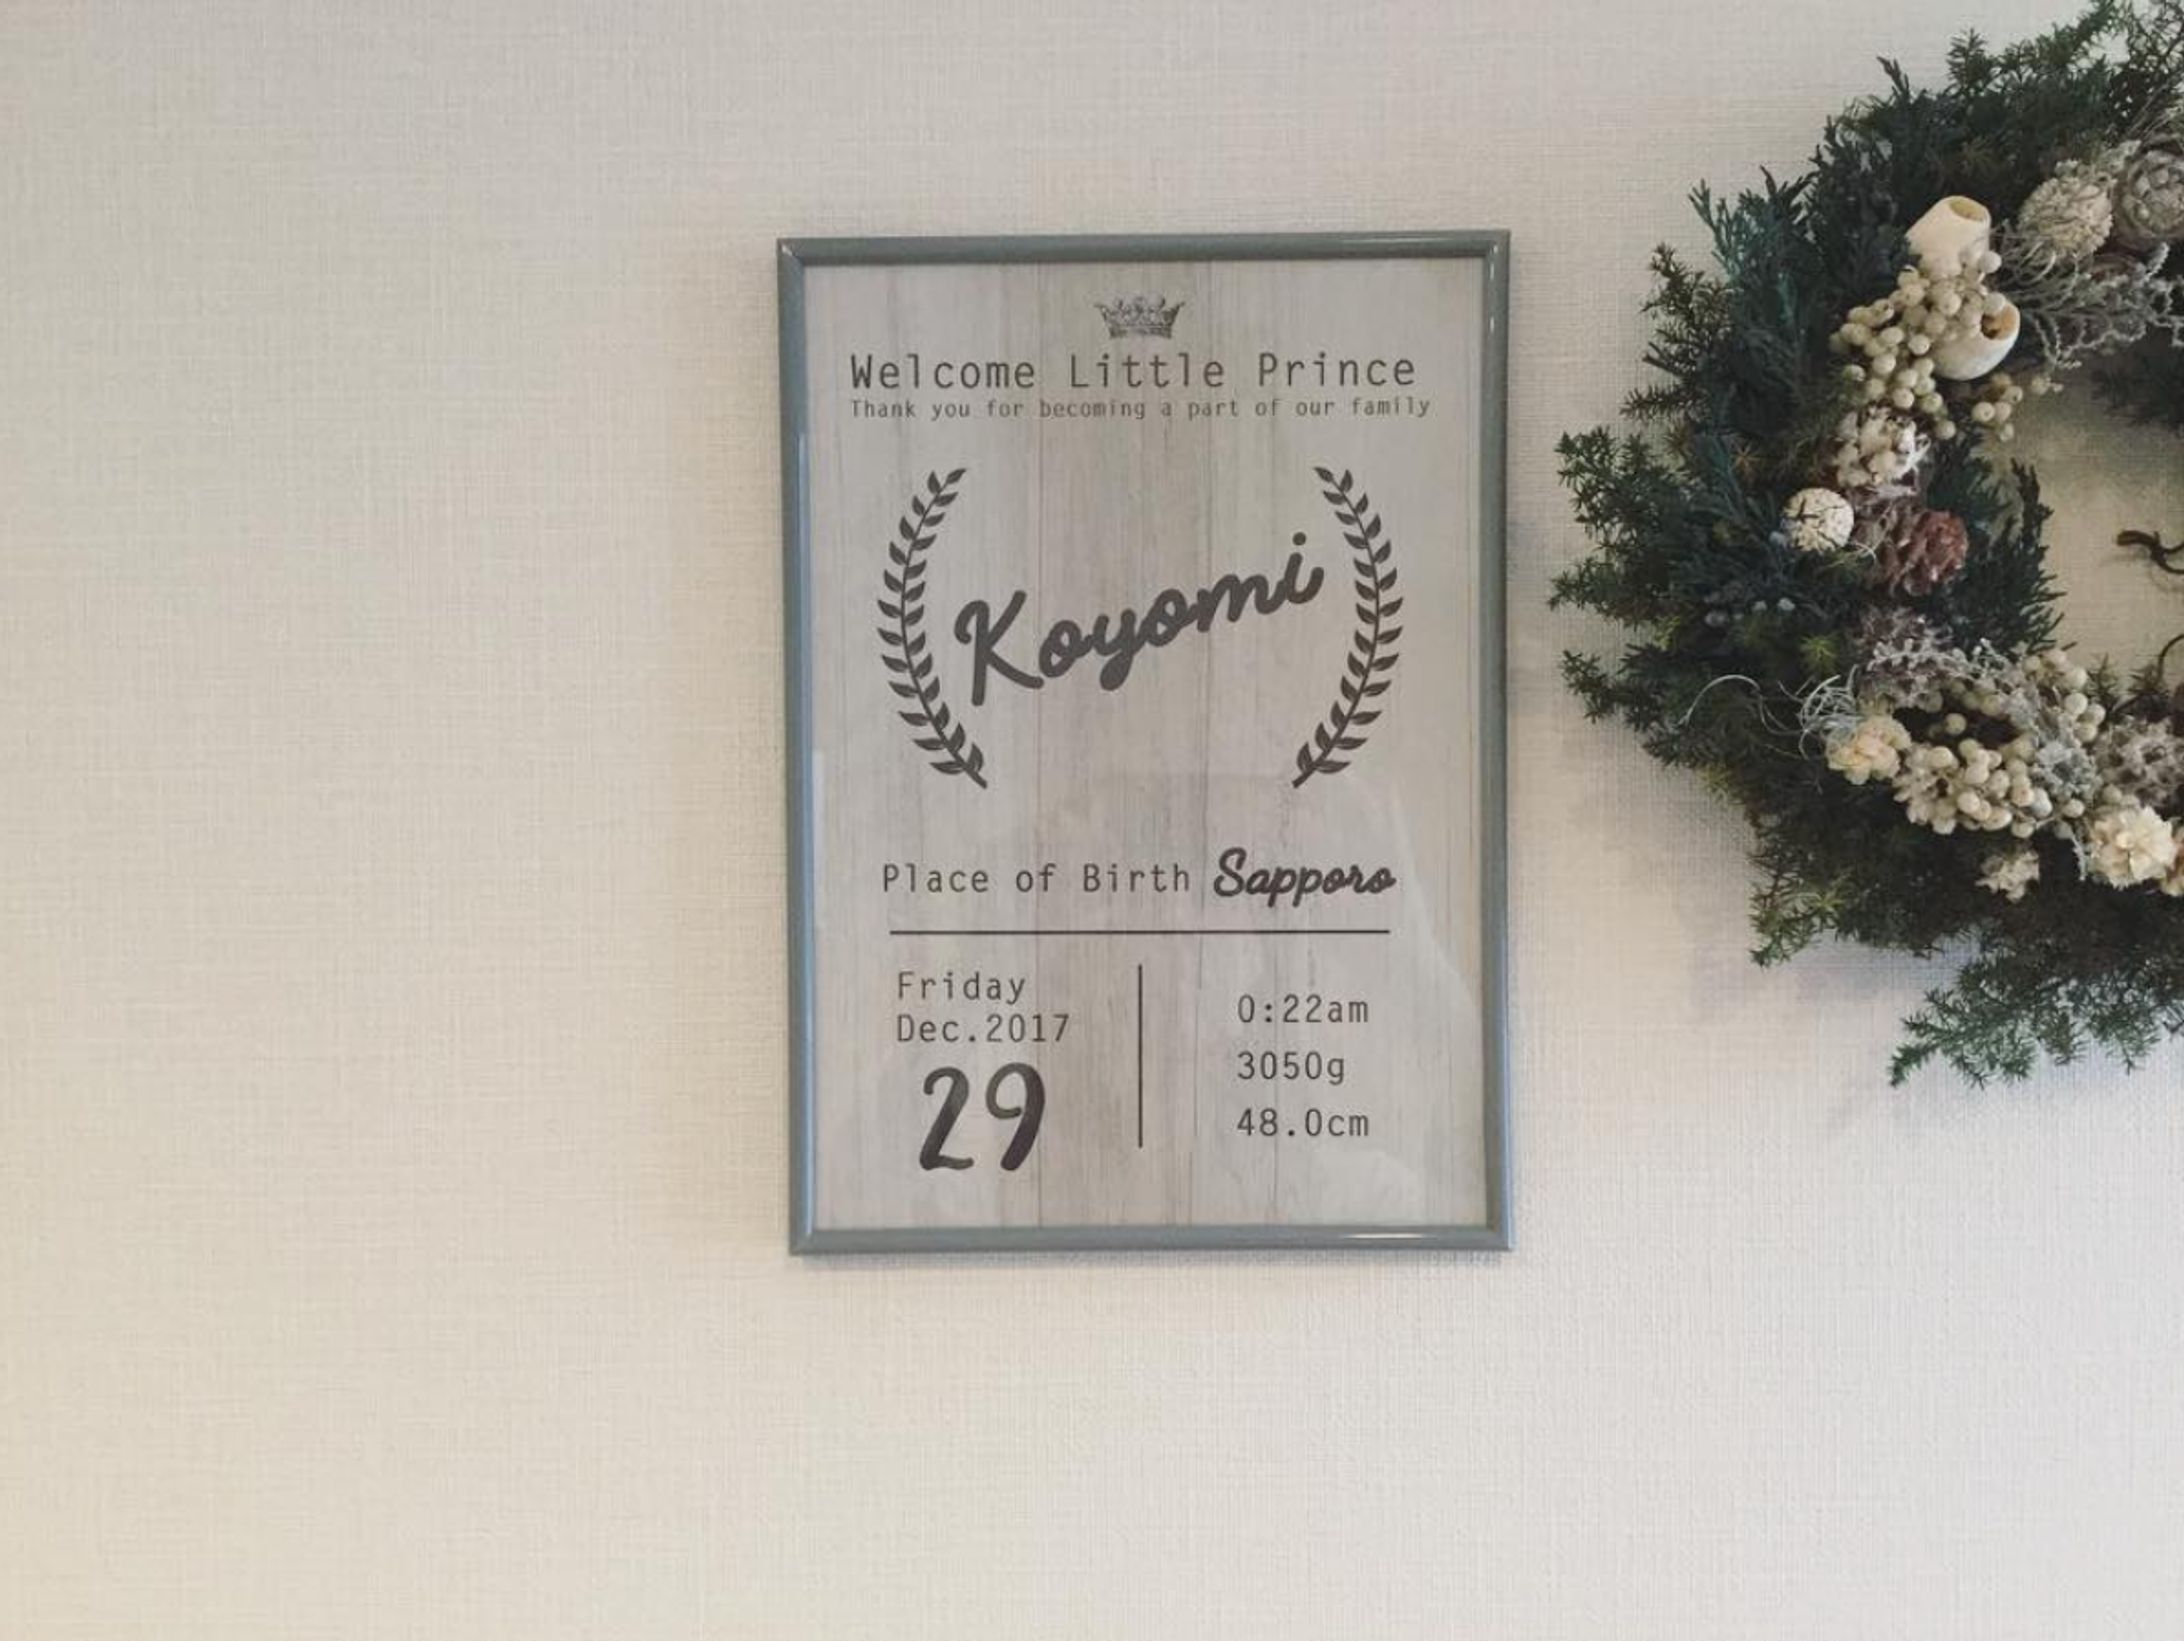 Welcome Little Prince
Thank you for becoming a part of our family
Koyomi
Place of Birth Sapporo
Friday
Dec.2017
29
0:22am
3050g
48.0cm